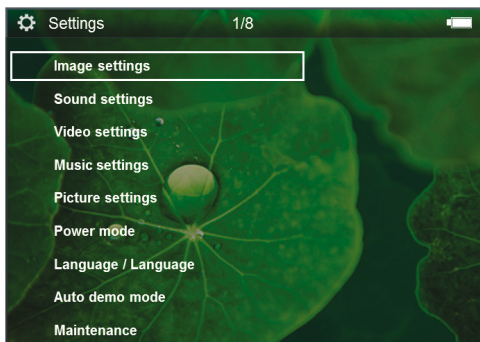 Settings 1/8
Image settings
Sound settings
Video settings
Music settings
Picture settings
Power mode
Language / Language
Auto demo mode
Maintenance